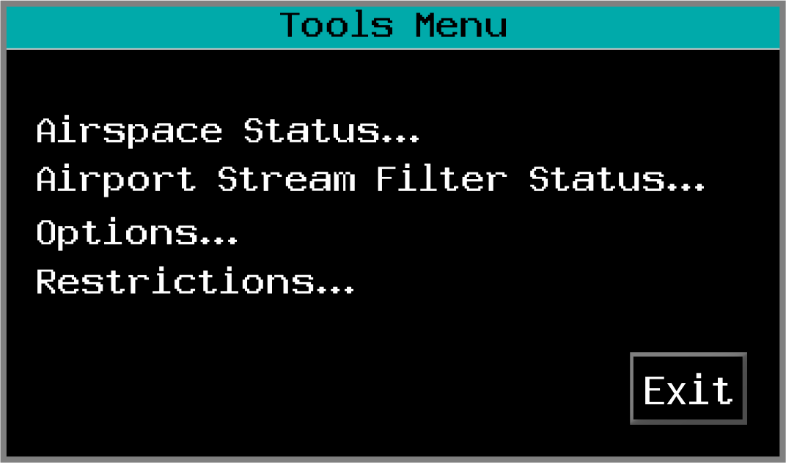 Tools Menu
Airspace Status...
Airport Stream Filter Status...
Options...
Restrictions...
Exit